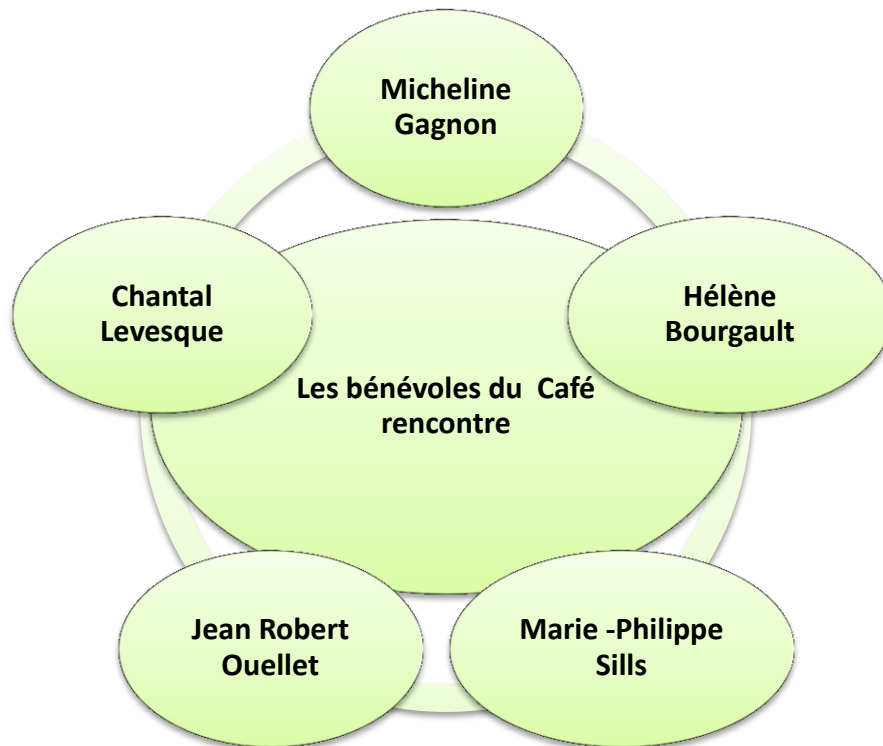 Micheline
Gagnon
Chantal
Levesque
Hélène
Bourgault
Les bénévoles du  Café
rencontre
Jean Robert
Ouellet
Marie -Philippe
Sills